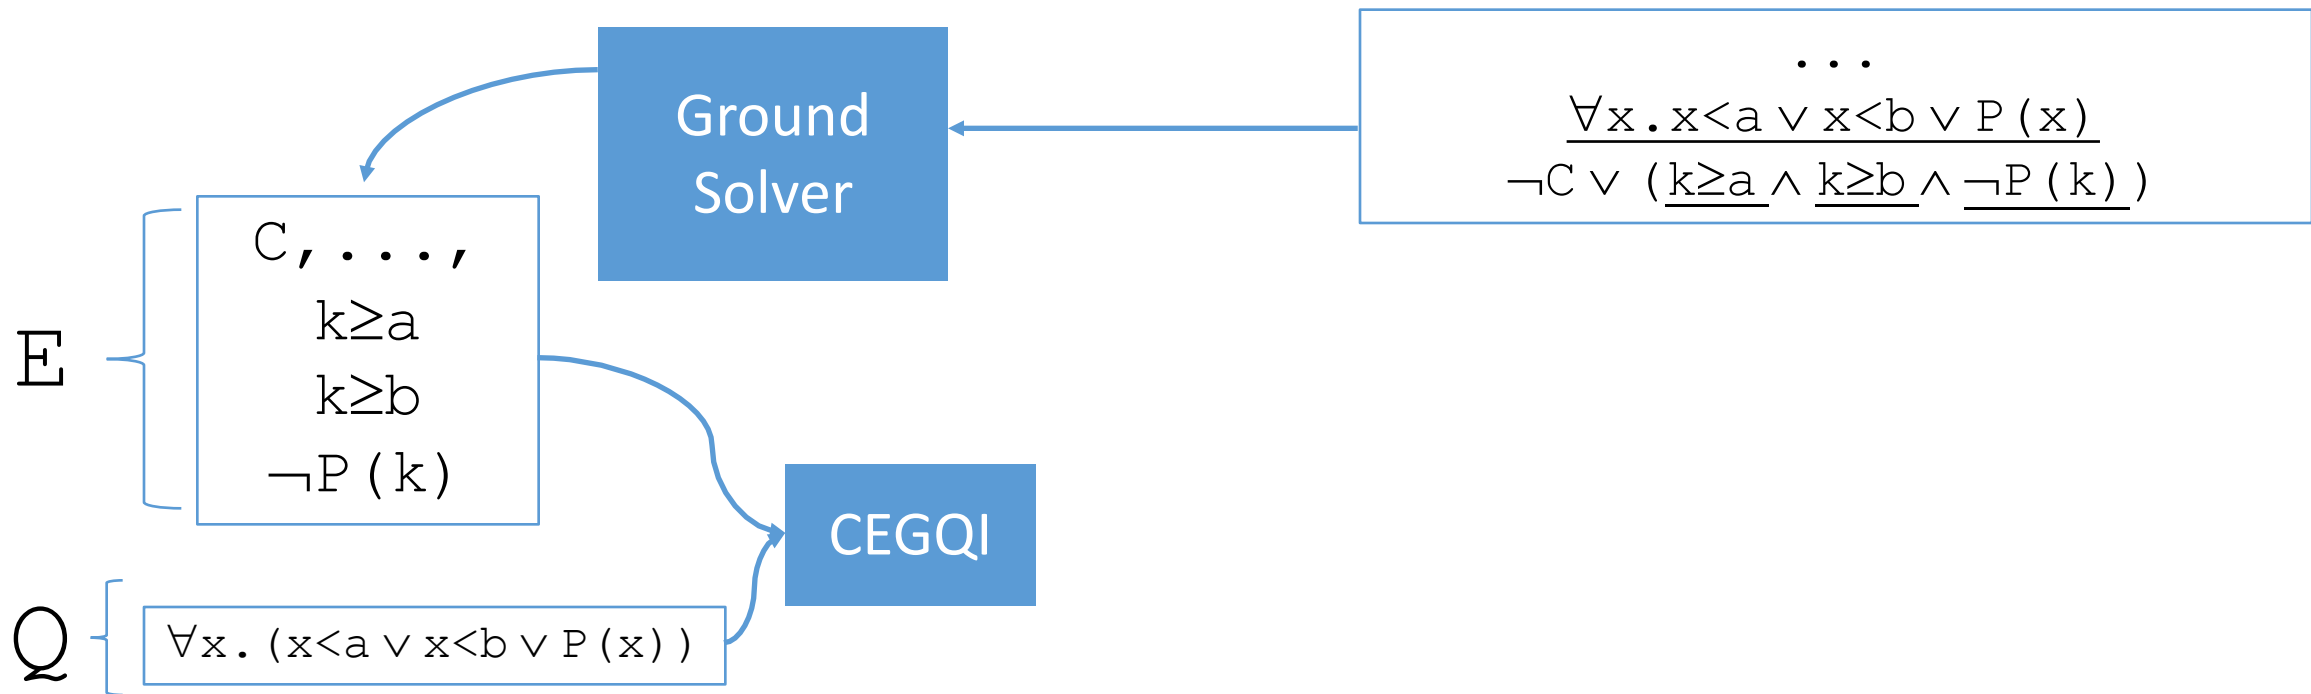 Ground
Solver
...
∀x.x<a ∨ x<b ∨ P(x)
¬C ∨ (k≥a ∧ k≥b ∧ ¬P(k))
C,...,
k≥a
k≥b
¬P(k)
E
CEGQI
Q
∀x.(x<a ∨ x<b ∨ P(x))